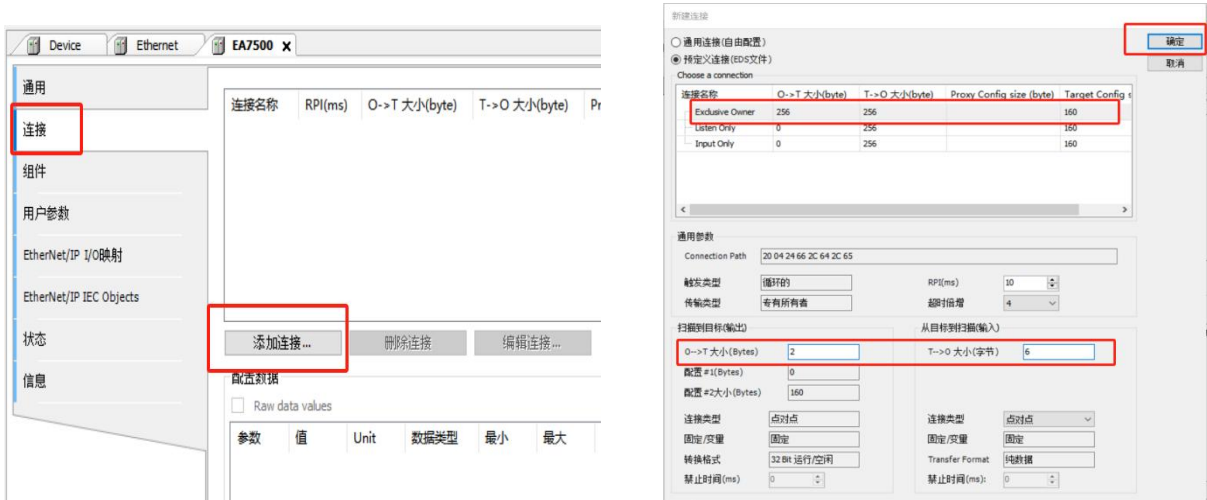 Device
Ethernet
EA7500
通用
连接
组件
用户参数
EtherNet/IP I/O映射
EtherNet/IP IEC Objects
状态
信息
连接名称 RPI(ms) O->T 大小(byte) T->O 大小(byte)
添加连接...
删除连接
编辑连接...
配置数据
Raw data values
参数 值 Unit 数据类型 最小 最大
新建连接
通用连接(自由配置)
预定义连接(EDS文件)
确定
取消
Choose a connection
连接名称 O->T 大小(byte) T->O 大小(byte) Proxy Config size (byte) Target Config s
Exclusive Owner 256 256 160
Listen Only 0 256 160
Input Only 0 256 160
通用参数
Connection Path 20 04 24 66 2C 64 2C 65
触发类型 循环的 RPI(ms) 10
传输类型 专有所有者 超时倍增 4
扫描到目标(输出)
O-->T 大小(Bytes) 2
配置 #1(Bytes) 0
配置 #2大小(Bytes) 160
连接类型 点对点
固定/变量 固定
转换格式 32 Bit 运行/空闲
禁止时间(ms) 0
从目标到扫描(输入)
T-->O 大小(字节) 6
连接类型 点对点
固定/变量 固定
Transfer Format 纯数据
禁止时间(ms): 0